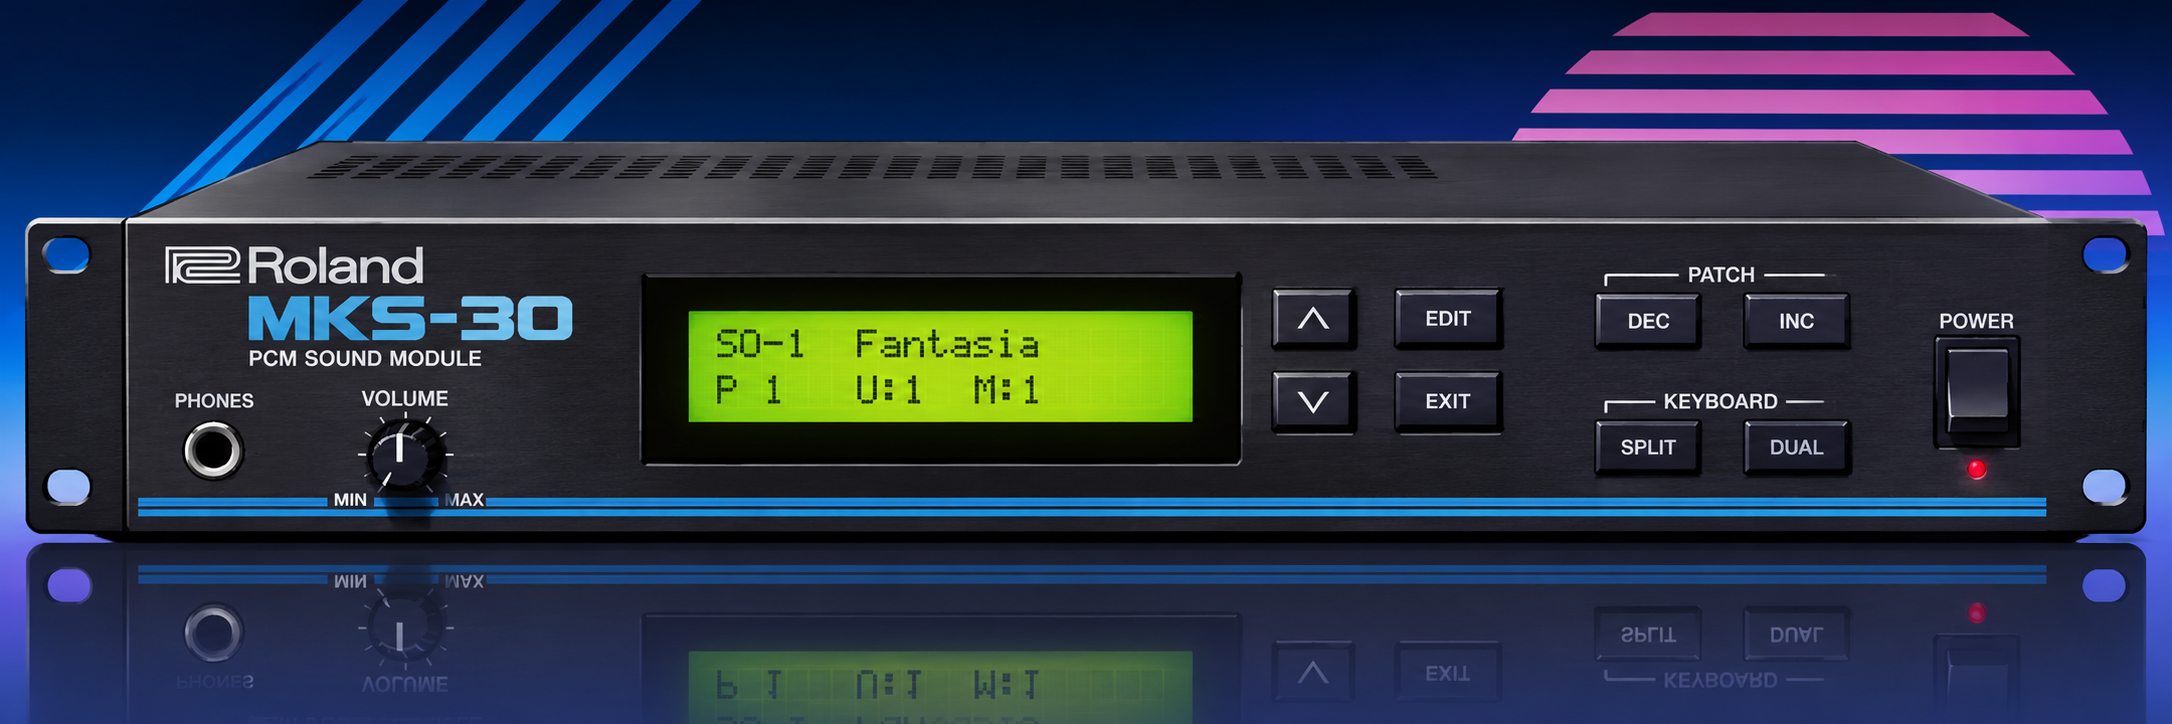 Roland
MKS-30
PCM SOUND MODULE
PHONES
VOLUME
MIN
MAX
SO-1 Fantasia
P 1 U:1 M:1
EDIT
EXIT
PATCH
DEC
INC
KEYBOARD
SPLIT
DUAL
POWER